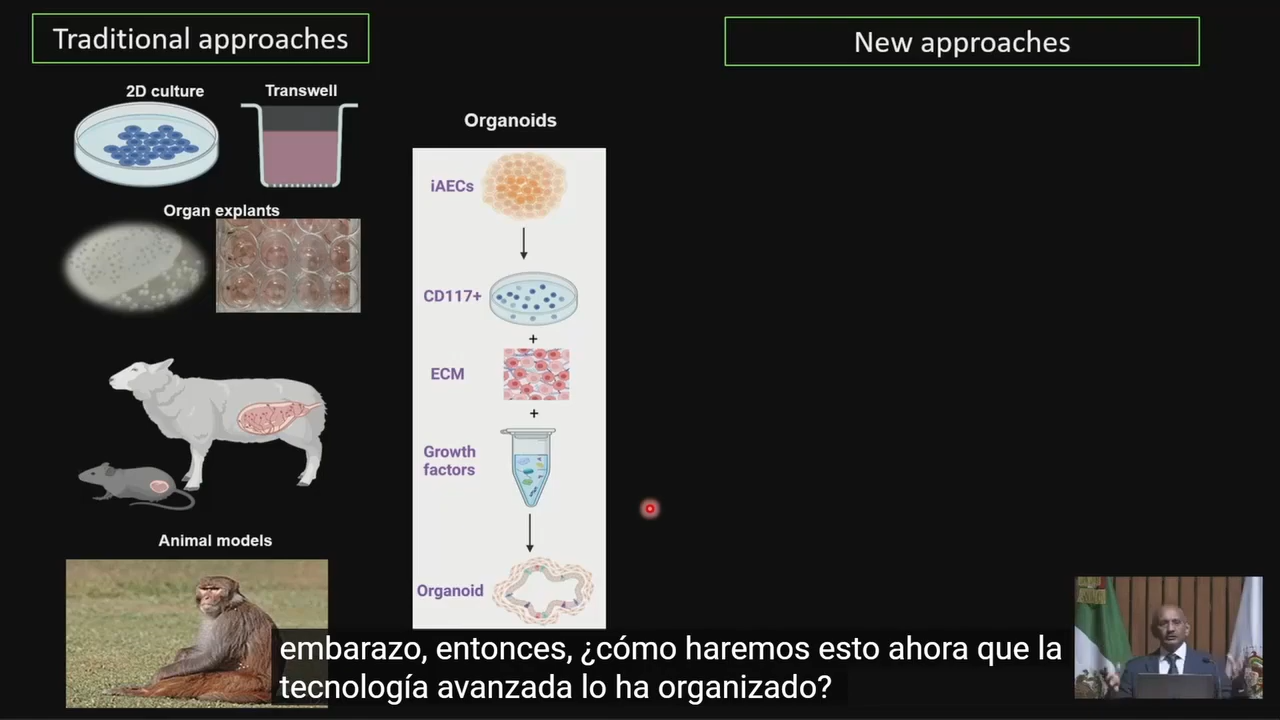 Traditional approaches
New approaches
2D culture
Transwell
Organ explants
Animal models
Organoids
iAECs
CD117+
+
ECM
+
Growth
factors
Organoid
embarazo, entonces, ¿cómo haremos esto ahora que la
tecnología avanzada lo ha organizado?